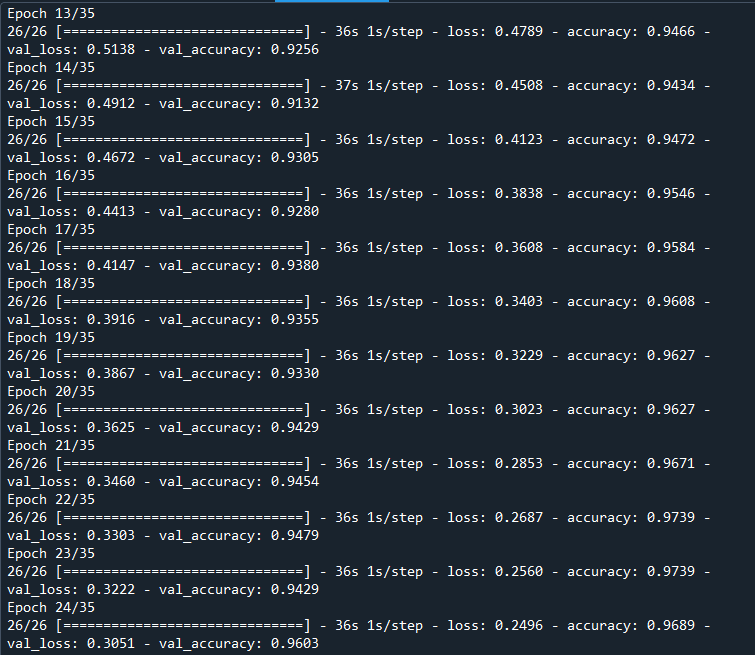 Epoch 13/35
26/26 [==============================] - 36s 1s/step - loss: 0.4789 - accuracy: 0.9466 -
val_loss: 0.5138 - val_accuracy: 0.9256
Epoch 14/35
26/26 [==============================] - 37s 1s/step - loss: 0.4508 - accuracy: 0.9434 -
val_loss: 0.4912 - val_accuracy: 0.9132
Epoch 15/35
26/26 [==============================] - 36s 1s/step - loss: 0.4123 - accuracy: 0.9472 -
val_loss: 0.4672 - val_accuracy: 0.9305
Epoch 16/35
26/26 [==============================] - 36s 1s/step - loss: 0.3838 - accuracy: 0.9546 -
val_loss: 0.4413 - val_accuracy: 0.9280
Epoch 17/35
26/26 [==============================] - 36s 1s/step - loss: 0.3608 - accuracy: 0.9584 -
val_loss: 0.4147 - val_accuracy: 0.9380
Epoch 18/35
26/26 [==============================] - 36s 1s/step - loss: 0.3403 - accuracy: 0.9608 -
val_loss: 0.3916 - val_accuracy: 0.9355
Epoch 19/35
26/26 [==============================] - 36s 1s/step - loss: 0.3229 - accuracy: 0.9627 -
val_loss: 0.3867 - val_accuracy: 0.9330
Epoch 20/35
26/26 [==============================] - 36s 1s/step - loss: 0.3023 - accuracy: 0.9627 -
val_loss: 0.3625 - val_accuracy: 0.9429
Epoch 21/35
26/26 [==============================] - 36s 1s/step - loss: 0.2853 - accuracy: 0.9671 -
val_loss: 0.3460 - val_accuracy: 0.9454
Epoch 22/35
26/26 [==============================] - 36s 1s/step - loss: 0.2687 - accuracy: 0.9739 -
val_loss: 0.3303 - val_accuracy: 0.9479
Epoch 23/35
26/26 [==============================] - 36s 1s/step - loss: 0.2560 - accuracy: 0.9739 -
val_loss: 0.3222 - val_accuracy: 0.9429
Epoch 24/35
26/26 [==============================] - 36s 1s/step - loss: 0.2496 - accuracy: 0.9689 -
val_loss: 0.3051 - val_accuracy: 0.9603